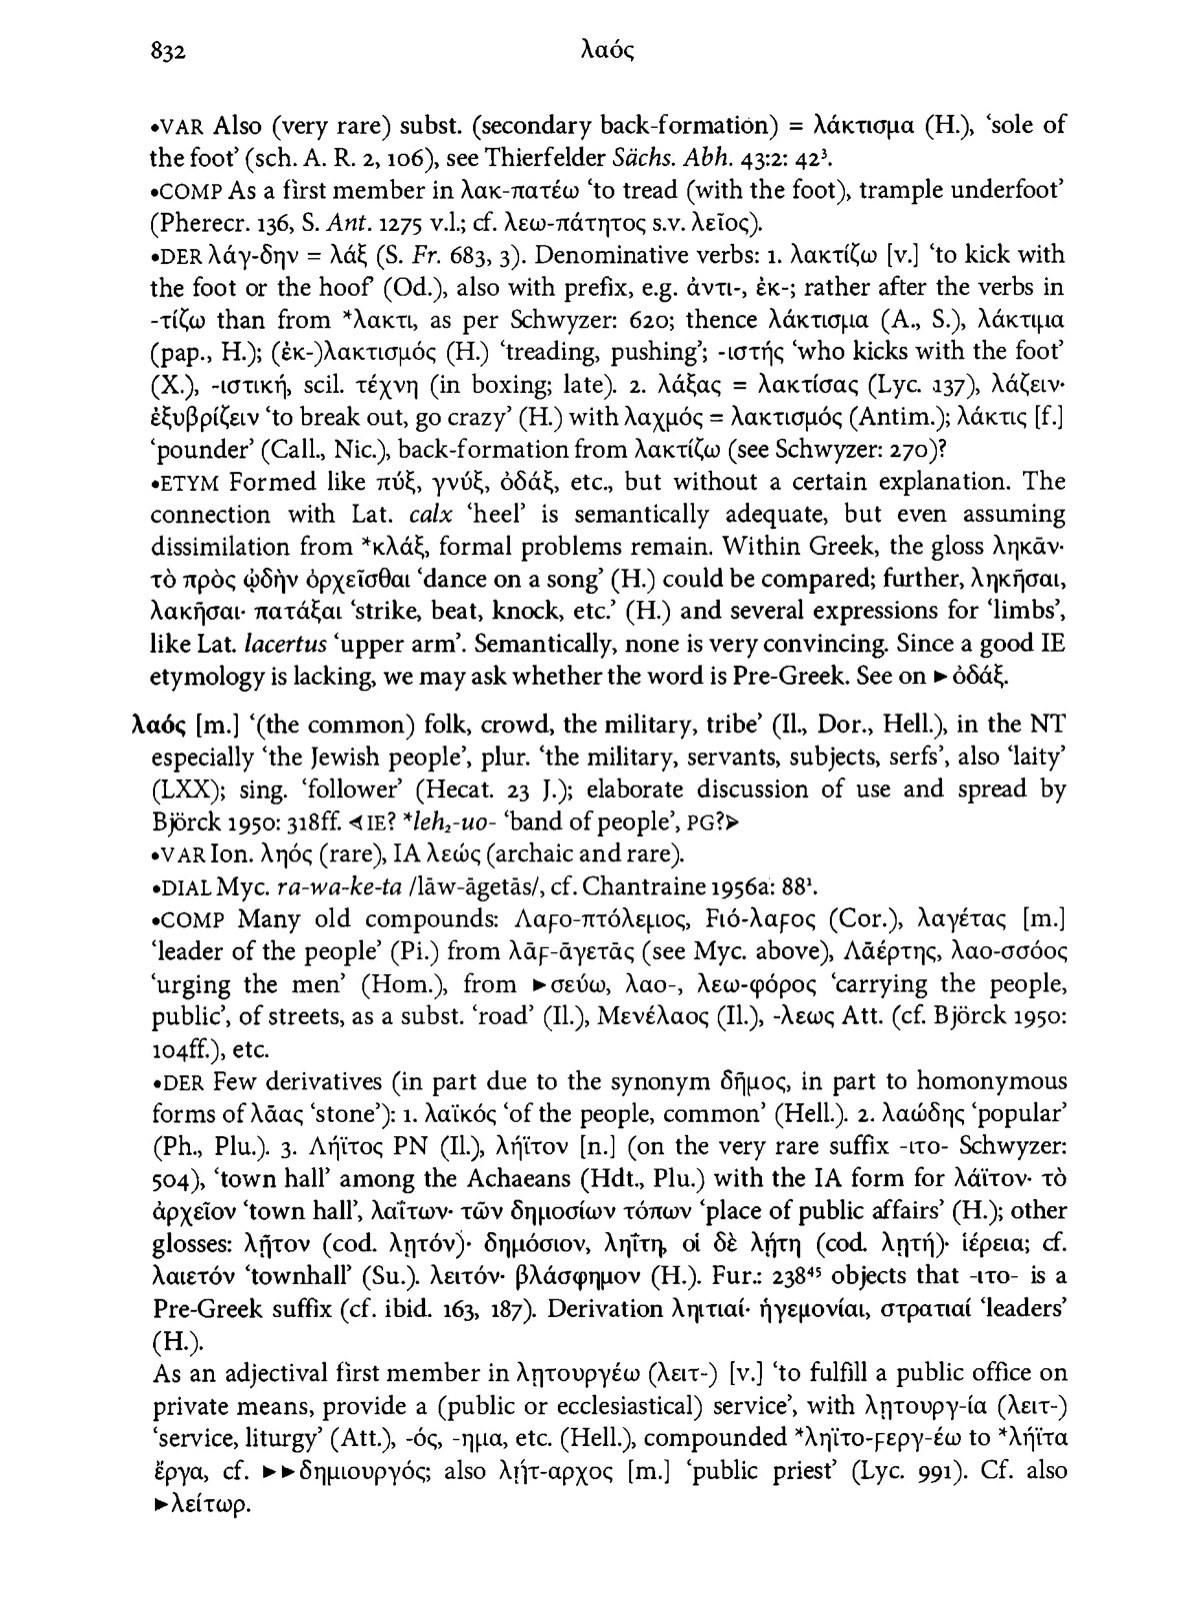 832 λαός
•VAR Also (very rare) subst. (secondary back-formation) = λάκτισμα (H.), ‘sole of
the foot’ (sch. A. R. 2, 106), see Thierfelder Sächs. Abh. 43:2: 42³.
•COMP As a first member in λακ-πατέω ‘to tread (with the foot), trample underfoot’
(Pherecr. 136, S. Ant. 1275 v.l.; cf. λεω-πάτητος s.v. λεῖος).
•DER λάγ-δην = λάξ (S. Fr. 683, 3). Denominative verbs: 1. λακτίζω [v.] ‘to kick with
the foot or the hoof’ (Od.), also with prefix, e.g. ἀντι-, ἐκ-; rather after the verbs in
-τίζω than from *λακτι, as per Schwyzer: 620; thence λάκτισμα (A., S.), λάκτιμα
(pap., H.); (ἐκ-)λακτισμός (H.) ‘treading, pushing’; -ιστής ‘who kicks with the foot’
(X.), -ιστική, scil. τέχνη (in boxing; late). 2. λάξας = λακτίσας (Lyc. 137), λάζειν·
ἐξυβρίζειν ‘to break out, go crazy’ (H.) with λαχμός = λακτισμός (Antim.); λάκτις [f.]
‘pounder’ (Call., Nic.), back-formation from λακτίζω (see Schwyzer: 270)?
•ETYM Formed like πύξ, γνύξ, ὀδάξ, etc., but without a certain explanation. The
connection with Lat. calx ‘heel’ is semantically adequate, but even assuming
dissimilation from *κλάξ, formal problems remain. Within Greek, the gloss ληκᾶν·
τὸ πρὸς ᾠδὴν ὀρχεῖσθαι ‘dance on a song’ (H.) could be compared; further, ληκῆσαι,
λακῆσαι· πατάξαι ‘strike, beat, knock, etc.’ (H.) and several expressions for ‘limbs’,
like Lat. lacertus ‘upper arm’. Semantically, none is very convincing. Since a good IE
etymology is lacking, we may ask whether the word is Pre-Greek. See on ►ὀδάξ.
λαός [m.] ‘(the common) folk, crowd, the military, tribe’ (Il., Dor., Hell.), in the NT
especially ‘the Jewish people’, plur. ‘the military, servants, subjects, serfs’, also ‘laity’
(LXX); sing. ‘follower’ (Hecat. 23 J.); elaborate discussion of use and spread by
Björck 1950: 318ff. ⋖IE? *leh₂-uo- ‘band of people’, PG?⋗
•VAR Ion. ληός (rare), IA λεώς (archaic and rare).
•DIAL Myc. ra-wa-ke-ta /lāw-āgetās/, cf. Chantraine 1956a: 88¹.
•COMP Many old compounds: Λαϝο-πτόλεμιος, Ϝιό-λαϝος (Cor.), λαγέτας [m.]
‘leader of the people’ (Pi.) from λᾱϝ-ᾱγετᾱς (see Myc. above), Λᾱέρτης, λαο-σσόος
‘urging the men’ (Hom.), from ►σεύω, λαο-, λεω-φόρος ‘carrying the people,
public’, of streets, as a subst. ‘road’ (Il.), Μενέλαος (Il.), -λεως Att. (cf. Björck 1950:
104ff.), etc.
•DER Few derivatives (in part due to the synonym δῆμος, in part to homonymous
forms of λᾶας ‘stone’): 1. λαϊκός ‘of the people, common’ (Hell.). 2. λαώδης ‘popular’
(Ph., Plu.). 3. Λήϊτος PN (Il.), λήϊτον [n.] (on the very rare suffix -ιτο- Schwyzer:
504), ‘town hall’ among the Achaeans (Hdt., Plu.) with the IA form for λάϊτον· τὸ
ἀρχεῖον ‘town hall’, λαΐτων· τῶν δημοσίων τόπων ‘place of public affairs’ (H.); other
glosses: λῇτον (cod. λῃτόν)· δημόσιον, ληΐτη, οἱ δὲ λῄτη (cod. λῃτή)· ἱέρεια; cf.
λαιετόν ‘townhall’ (Su.). λειτόν· βλάσφημον (H.). Fur.: 238⁴⁵ objects that -ιτο- is a
Pre-Greek suffix (cf. ibid. 163, 187). Derivation ληιτιαί· ἡγεμονίαι, στρατιαί ‘leaders’
(H.).
As an adjectival first member in λῃτουργέω (λειτ-) [v.] ‘to fulfill a public office on
private means, provide a (public or ecclesiastical) service’, with λῃτουργ-ία (λειτ-)
‘service, liturgy’ (Att.), -ός, -ημα, etc. (Hell.), compounded *ληϊτο-ϝεργ-έω to *λήϊτα
ἔργα, cf. ►►δημιουργός; also λῄτ-αρχος [m.] ‘public priest’ (Lyc. 991). Cf. also
►λείτωρ.